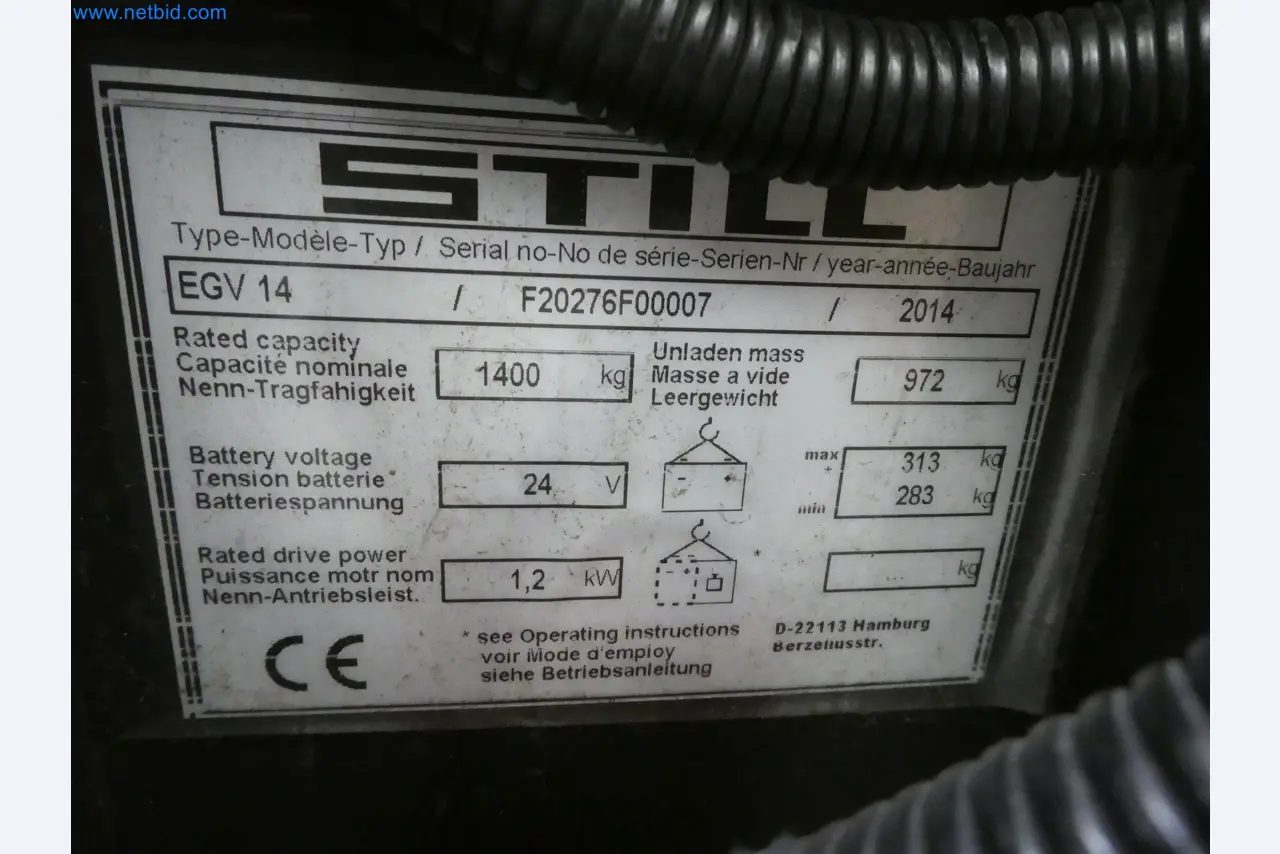 www.netbid.com
STILL
Type-Modèle-Typ / Serial no-No de série-Serien-Nr / year-année-Baujahr
EGV 14 / F20276F00007 / 2014
Rated capacity
Capacité nominale
Nenn-Tragfahigkeit
1400 kg
Unladen mass
Masse a vide
Leergewicht
972 kg
Battery voltage
Tension batterie *
Batteriespannung
24 V
- +
max 313 kg
+
min 283 kg
Rated drive power
Puissance motr nom
Nenn-Antriebsleist.
1,2 kW
- +
*
... kg
CE
* see Operating instructions
voir Mode d'employ
siehe Betriebsanleitung
D-22113 Hamburg
Berzeliusstr.